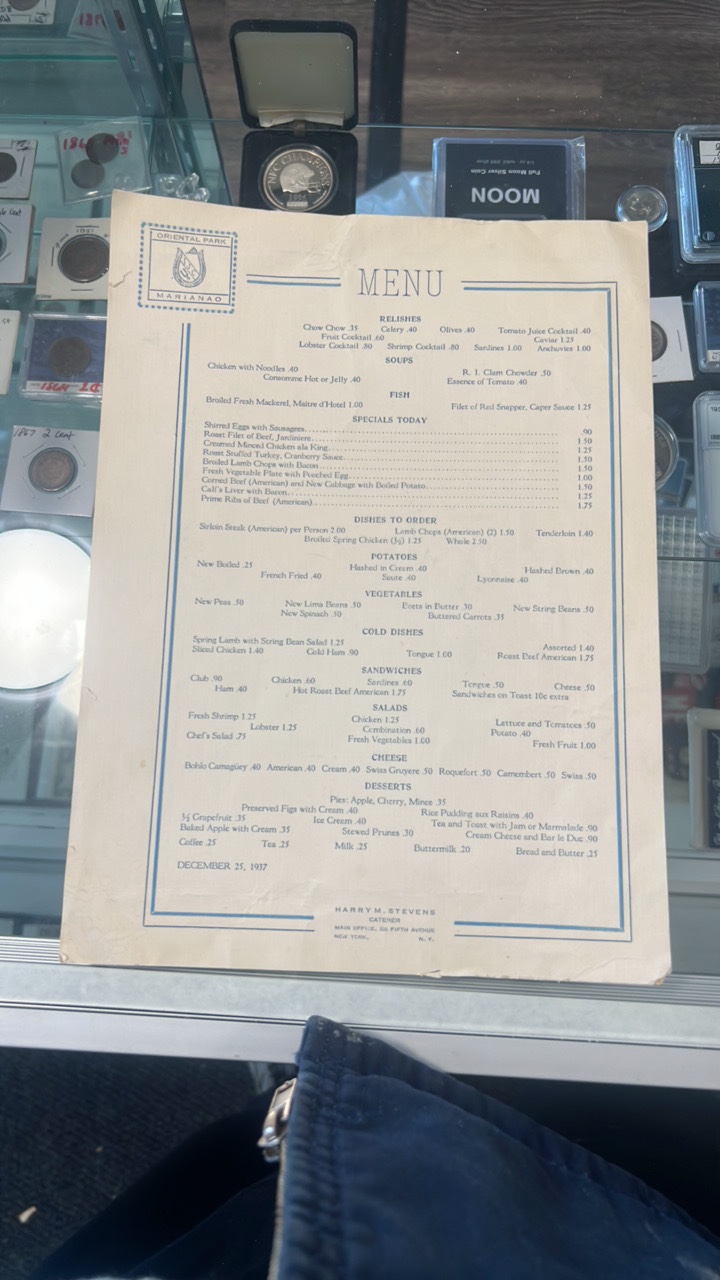 NFC CHAMPIONS
MOON
Full Moon Silver Coin
ORIENTAL PARK
MARIANAO
MENU
RELISHES
Chow Chow .35 Calery .40 Olives .40 Tomato Juice Cocktail .40
Fruit Cocktail .60 Caviar 1.25
Lobster Cocktail .80 Shrimp Cocktail .80 Sardines 1.00 Anchovies 1.00
SOUPS
Chicken with Noodles .40 R. I. Clam Chowder .50
Consomme Hot or Jelly .40 Essence of Tomato .40
FISH
Broiled Fresh Mackerel, Maitre d'Hotel 1.00 Filet of Red Snapper, Caper Sauce 1.25
SPECIALS TODAY
Shirred Eggs with Sausages .90
Roast Filet of Beef, Jardiniere 1.50
Creamed Minced Chicken ala King 1.25
Roast Stuffed Turkey, Cranberry Sauce 1.50
Broiled Lamb Chops with Bacon 1.50
Fresh Vegetable Plate with Poeched Egg 1.00
Corned Beef (American) and New Cabbage with Boiled Potato 1.50
Calf's Liver with Bacon 1.25
Prime Ribs of Beef (American) 1.75
DISHES TO ORDER
Sirloin Steak (American) per Person 2.00 Lamb Chops (American) (2) 1.50 Tenderloin 1.40
Broiled Spring Chicken (½) 1.25 Whole 2.50
POTATOES
New Boiled .25 Hashed in Cream .40 Hashed Brown .40
French Fried .40 Saute .40 Lyonnaise .40
VEGETABLES
New Peas .50 New Lima Beans .50 Beets in Butter .30 New String Beans .50
New Spinach .50 Buttered Carrots .35
COLD DISHES
Spring Lamb with String Bean Salad 1.25 Assorted 1.40
Sliced Chicken 1.40 Cold Ham .90 Tongue 1.00 Roast Beef American 1.75
SANDWICHES
Club .90 Chicken .60 Sardines .60 Tongue .50 Cheese .50
Ham .40 Hot Roast Beef American 1.75 Sandwiches on Toast 10c extra
SALADS
Fresh Shrimp 1.25 Chicken 1.25 Lettuce and Tomatoes .50
Lobster 1.25 Combination .60 Potato .40
Chef's Salad .75 Fresh Vegetables 1.00 Fresh Fruit 1.00
CHEESE
Bohío Camagüey .40 American .40 Cream .40 Swiss Gruyere .50 Roquefort .50 Camembert .50 Swiss .50
DESSERTS
Pies: Apple, Cherry, Mince .35
Preserved Figs with Cream .40 Rice Pudding aux Raisins .40
½ Grapefruit .35 Ice Cream .40 Tea and Toast with Jam or Marmalade .90
Baked Apple with Cream .35 Stewed Prunes .30 Cream Cheese and Bar le Duc .90
Coffee .25 Tea .25 Milk .25 Buttermilk .20 Bread and Butter .25
DECEMBER 25, 1937
HARRY M. STEVENS
CATERER
MAIN OFFICE, FIFTH AVENUE
NEW YORK, N.Y.
1867 2 Cent